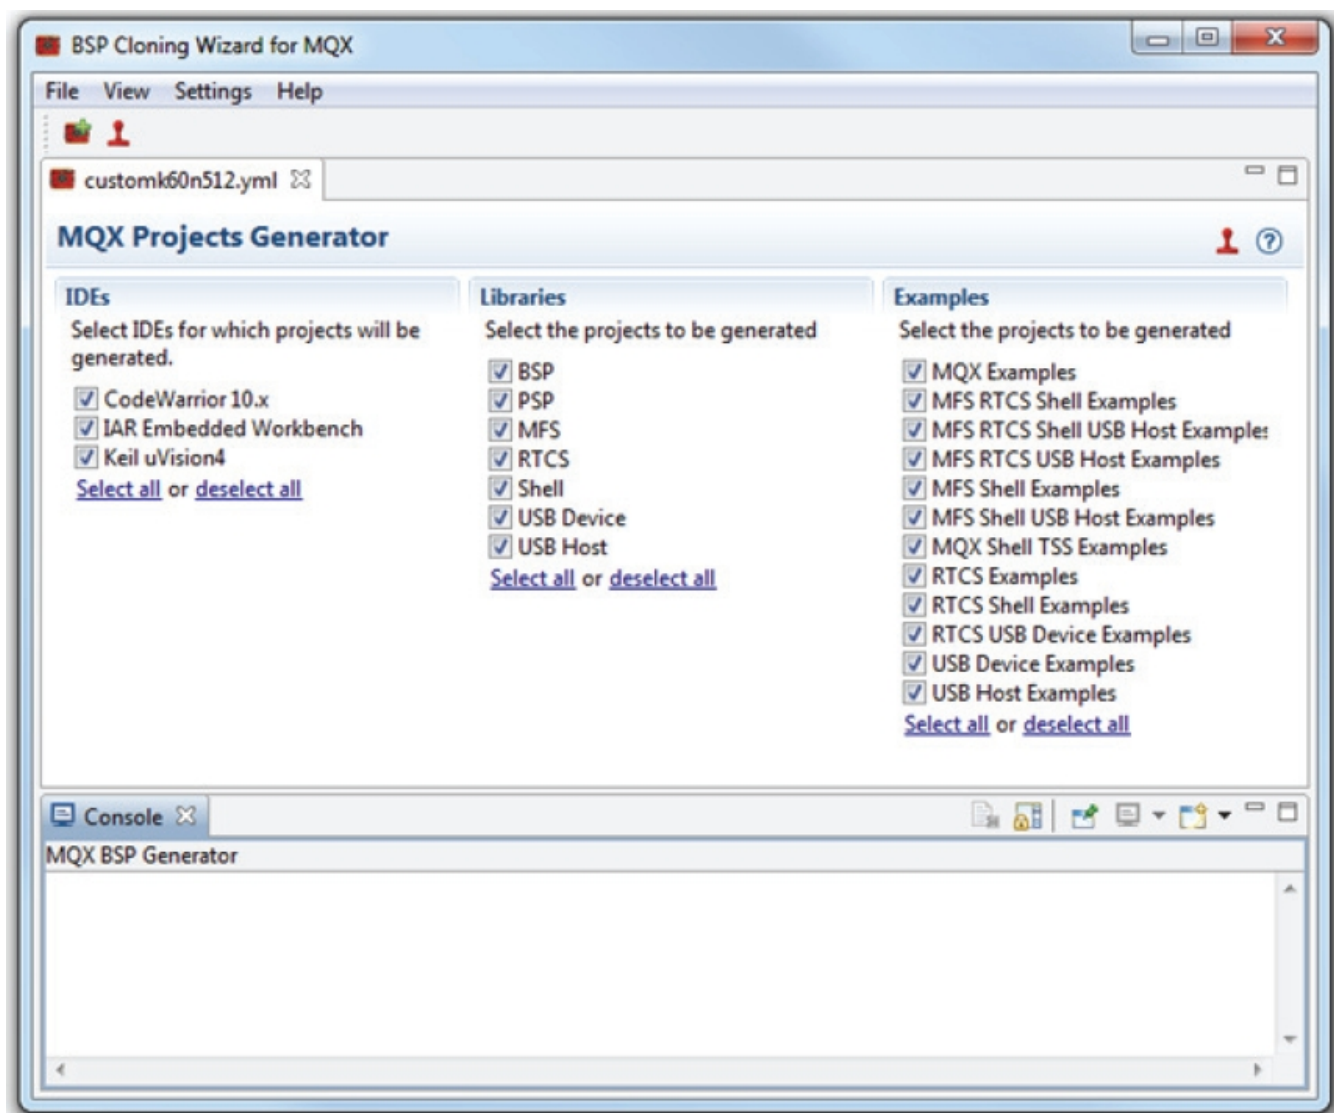 BSP Cloning Wizard for MQX
File View Settings Help
customk60n512.yml
MQX Projects Generator
IDEs
Select IDEs for which projects will be
generated.
CodeWarrior 10.x
IAR Embedded Workbench
Keil uVision4
Select all or deselect all
Libraries
Select the projects to be generated
BSP
PSP
MFS
RTCS
Shell
USB Device
USB Host
Select all or deselect all
Examples
Select the projects to be generated
MQX Examples
MFS RTCS Shell Examples
MFS RTCS Shell USB Host Examples
MFS RTCS USB Host Examples
MFS Shell Examples
MFS Shell USB Host Examples
MQX Shell TSS Examples
RTCS Examples
RTCS Shell Examples
RTCS USB Device Examples
USB Device Examples
USB Host Examples
Select all or deselect all
Console
MQX BSP Generator